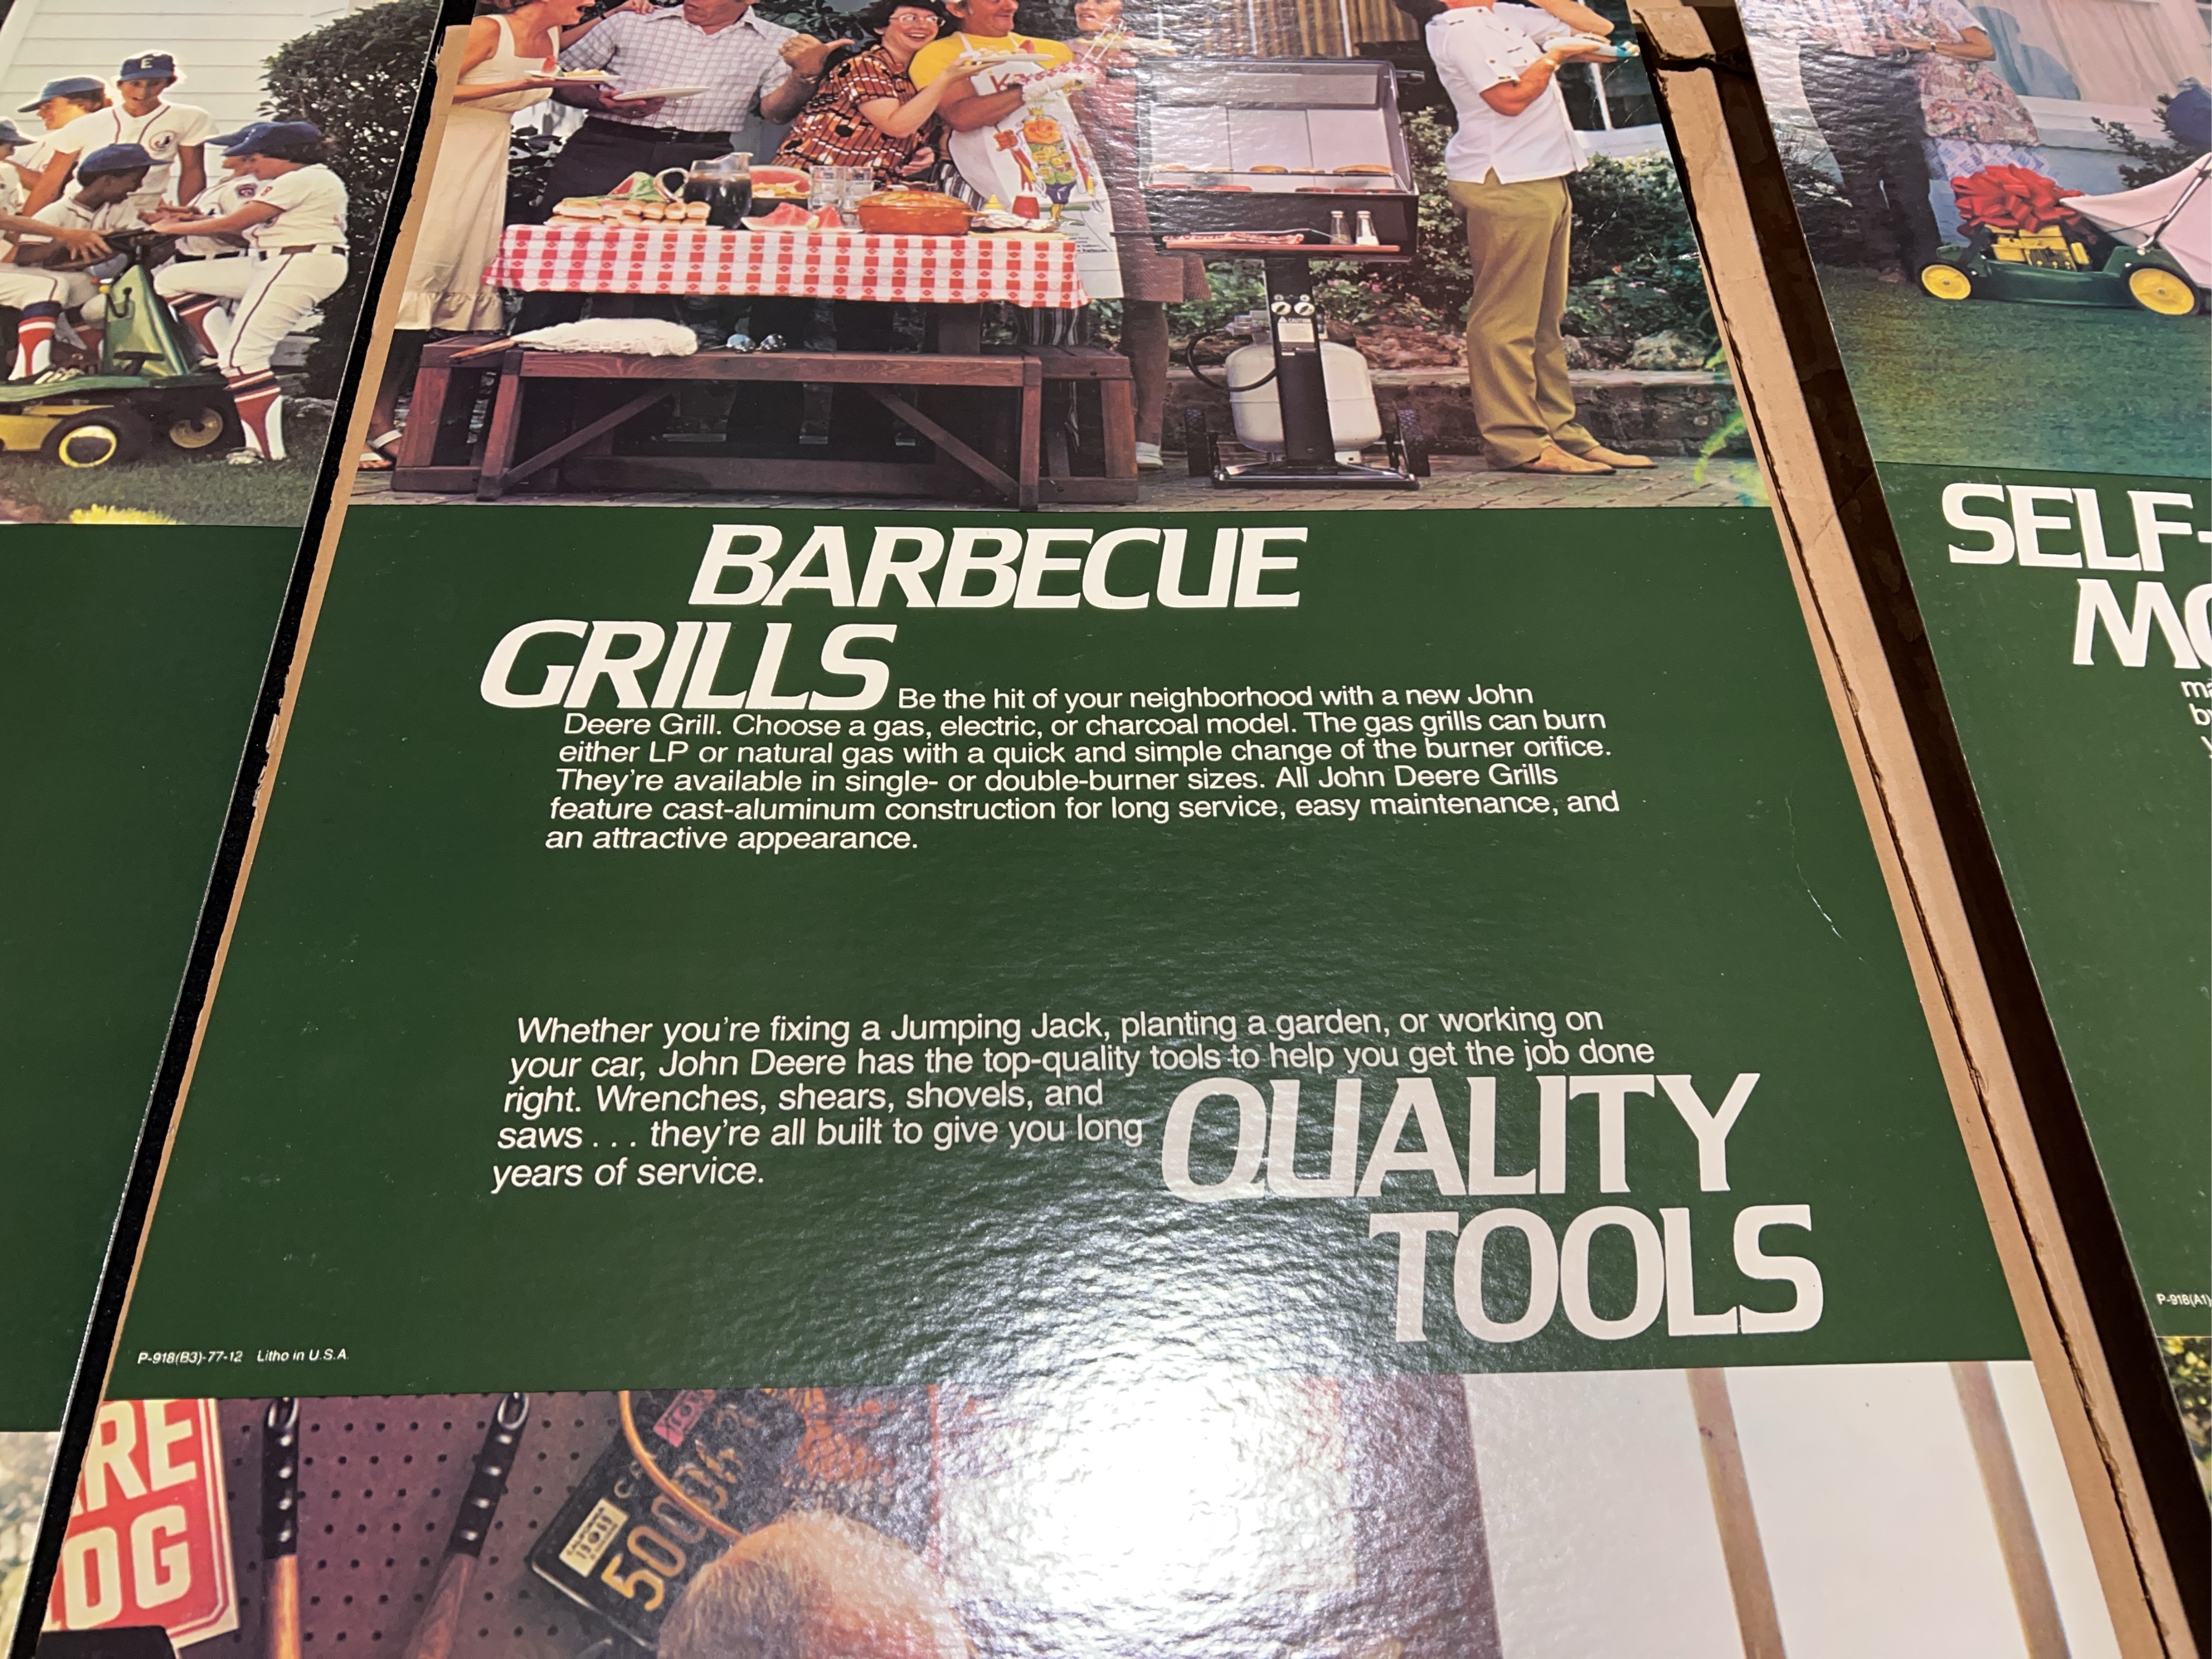 E
BARBECUE
GRILLS
Be the hit of your neighborhood with a new John
Deere Grill. Choose a gas, electric, or charcoal model. The gas grills can burn
either LP or natural gas with a quick and simple change of the burner orifice.
They're available in single- or double-burner sizes. All John Deere Grills
feature cast-aluminum construction for long service, easy maintenance, and
an attractive appearance.
Whether you're fixing a Jumping Jack, planting a garden, or working on
your car, John Deere has the top-quality tools to help you get the job done
right. Wrenches, shears, shovels, and
saws . . . they're all built to give you long
years of service.
QUALITY
TOOLS
P-918(B3)-77-12 Litho in U.S.A.
SELF-
MO
ma
P-918(A1)
ARE
DOG